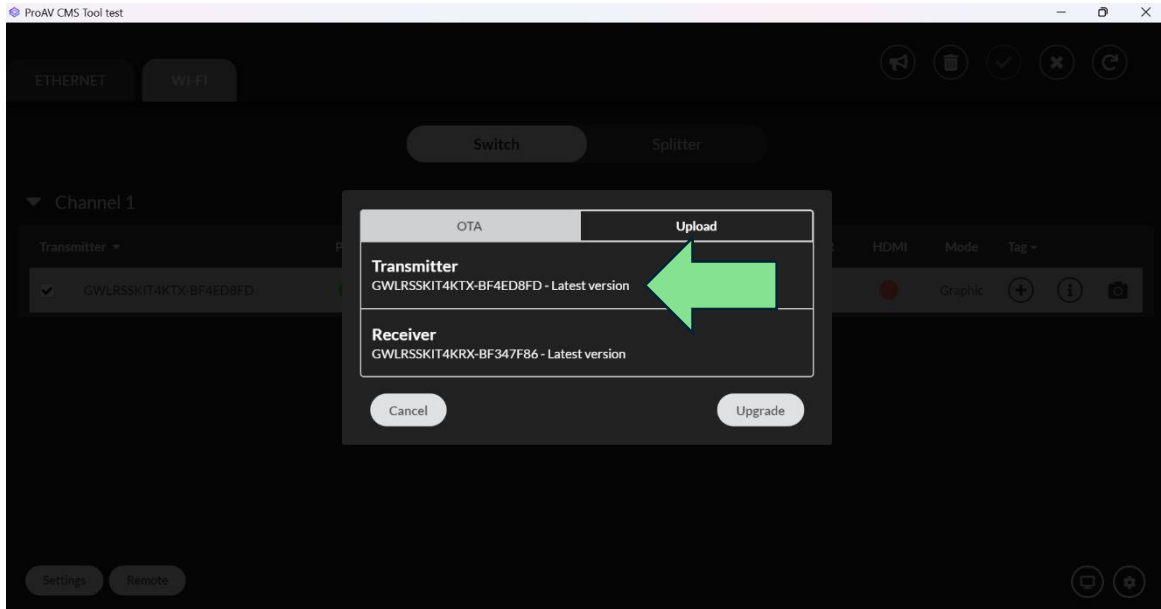 ProAV CMS Tool test
ETHERNET
WI-FI
Switch
Splitter
Channel 1
OTA
Upload
Transmitter
HDMI
Mode
Tag
Transmitter
GWLRSSKIT4KTX-BF4ED8FD - Latest version
GWLRSSKIT4KTX-BF4ED8FD
Graphic
Receiver
GWLRSSKIT4KRX-BF347F86 - Latest version
Cancel
Upgrade
Settings
Remote